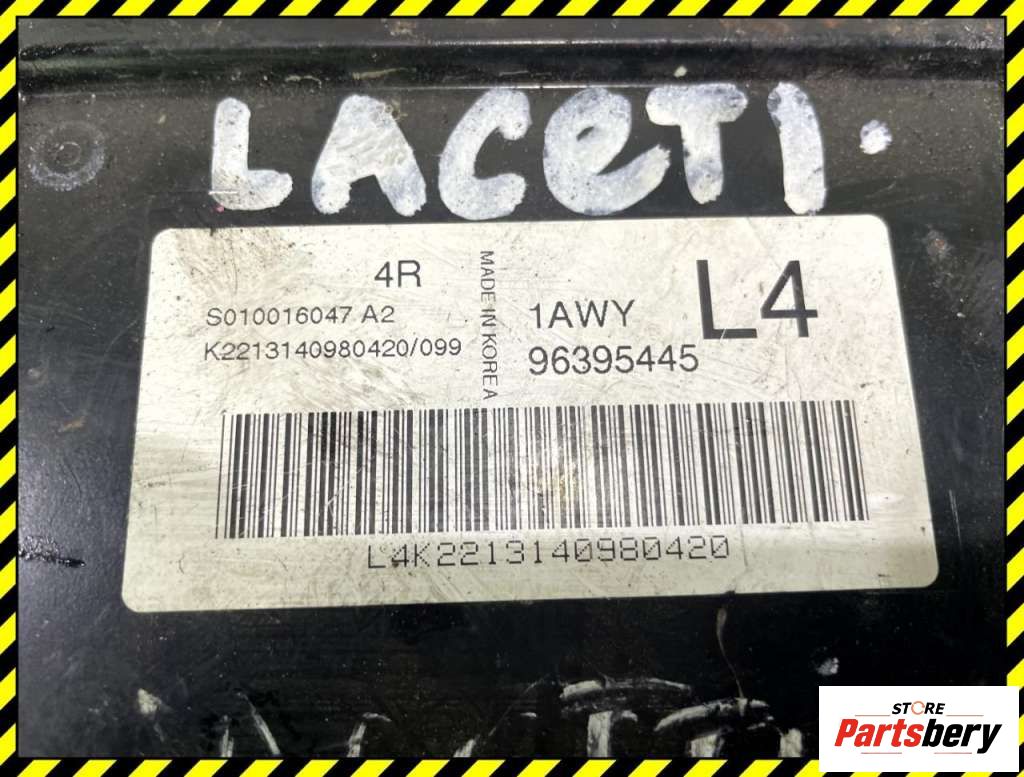 LACETI
4R
S010016047 A2
K2213140980420/099
MADE IN KOREA
1AWY
L4
96395445
L4K2213140980420
STORE
Partsbery